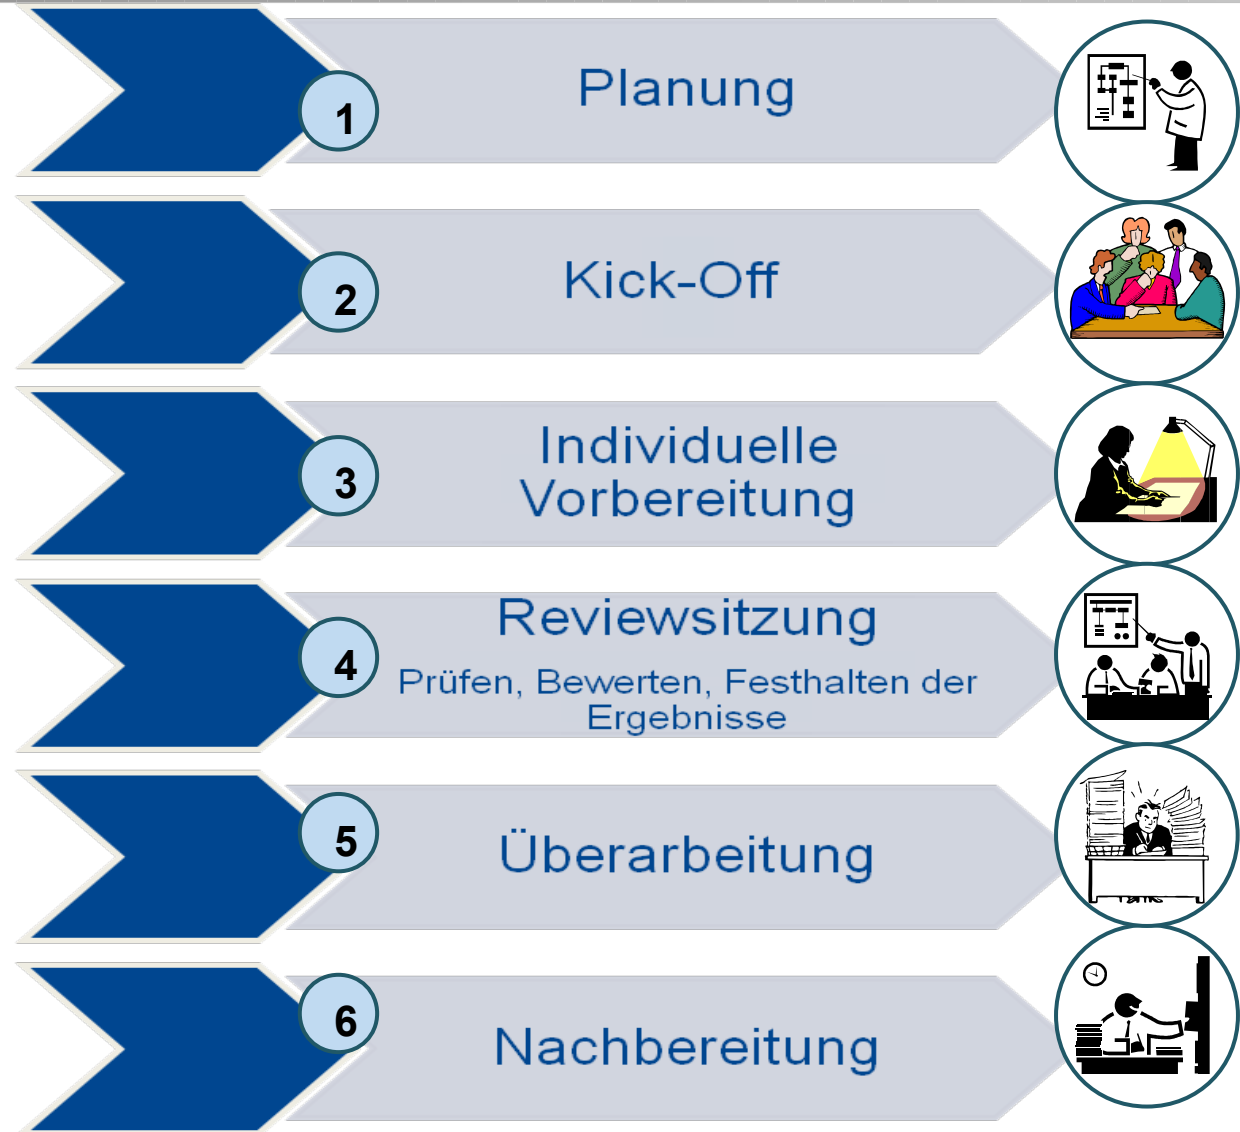 1
Planung
2
Kick-Off
3
Individuelle
Vorbereitung
4
Reviewsitzung
Prüfen, Bewerten, Festhalten der
Ergebnisse
5
Überarbeitung
6
Nachbereitung